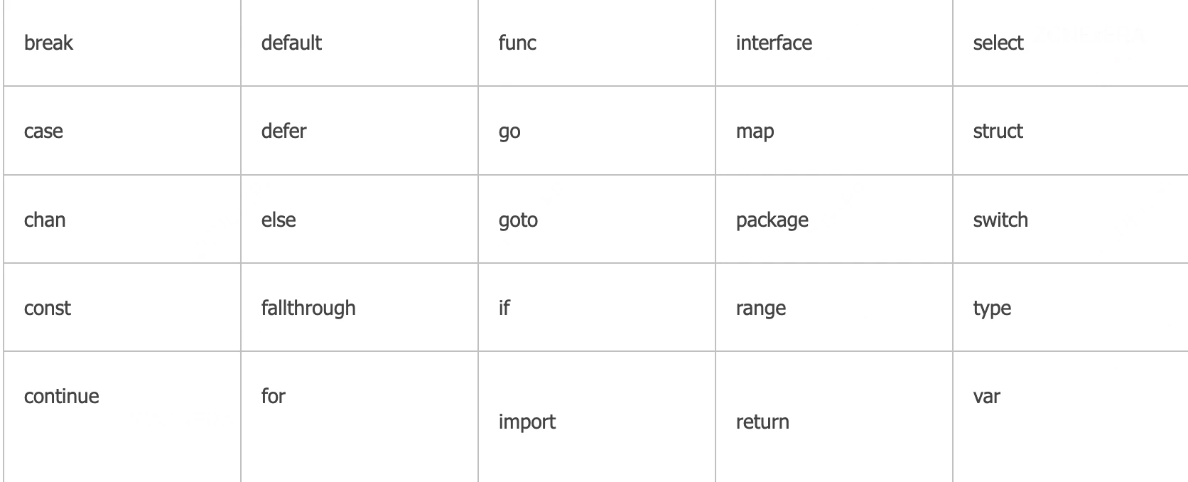 break default func interface select
case defer go map struct
chan else goto package switch
const fallthrough if range type
continue for import return var